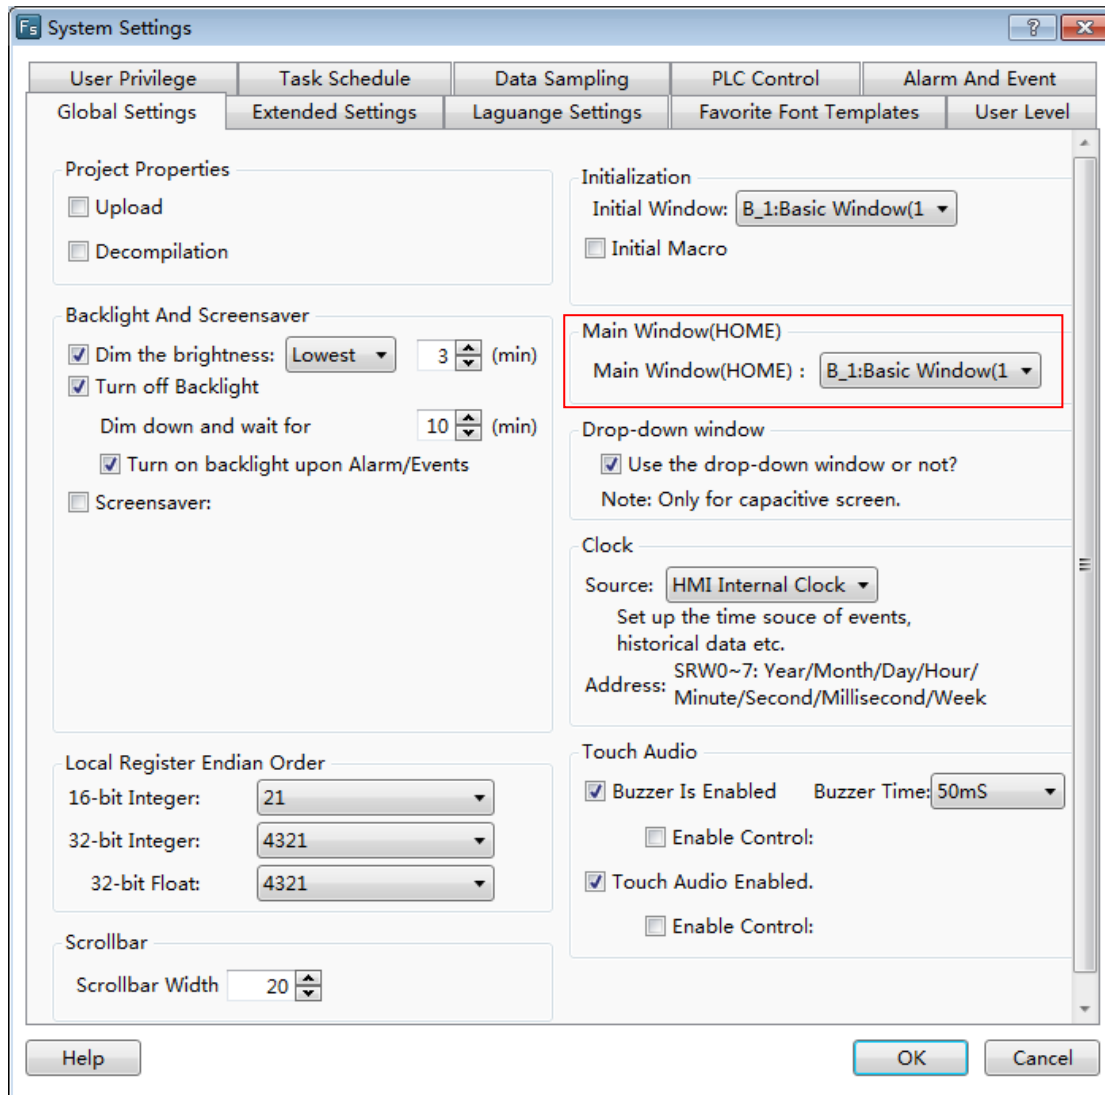 Fs System Settings
User Privilege Task Schedule Data Sampling PLC Control Alarm And Event
Global Settings Extended Settings Laguange Settings Favorite Font Templates User Level
Project Properties
Upload
Decompilation
Backlight And Screensaver
Dim the brightness: Lowest 3 (min)
Turn off Backlight
Dim down and wait for 10 (min)
Turn on backlight upon Alarm/Events
Screensaver:
Local Register Endian Order
16-bit Integer: 21
32-bit Integer: 4321
32-bit Float: 4321
Scrollbar
Scrollbar Width 20
Initialization
Initial Window: B_1:Basic Window(1
Initial Macro
Main Window(HOME)
Main Window(HOME) : B_1:Basic Window(1
Drop-down window
Use the drop-down window or not?
Note: Only for capacitive screen.
Clock
Source: HMI Internal Clock
Set up the time souce of events,
historical data etc.
Address: SRW0~7: Year/Month/Day/Hour/
Minute/Second/Millisecond/Week
Touch Audio
Buzzer Is Enabled Buzzer Time: 50mS
Enable Control:
Touch Audio Enabled.
Enable Control:
Help OK Cancel